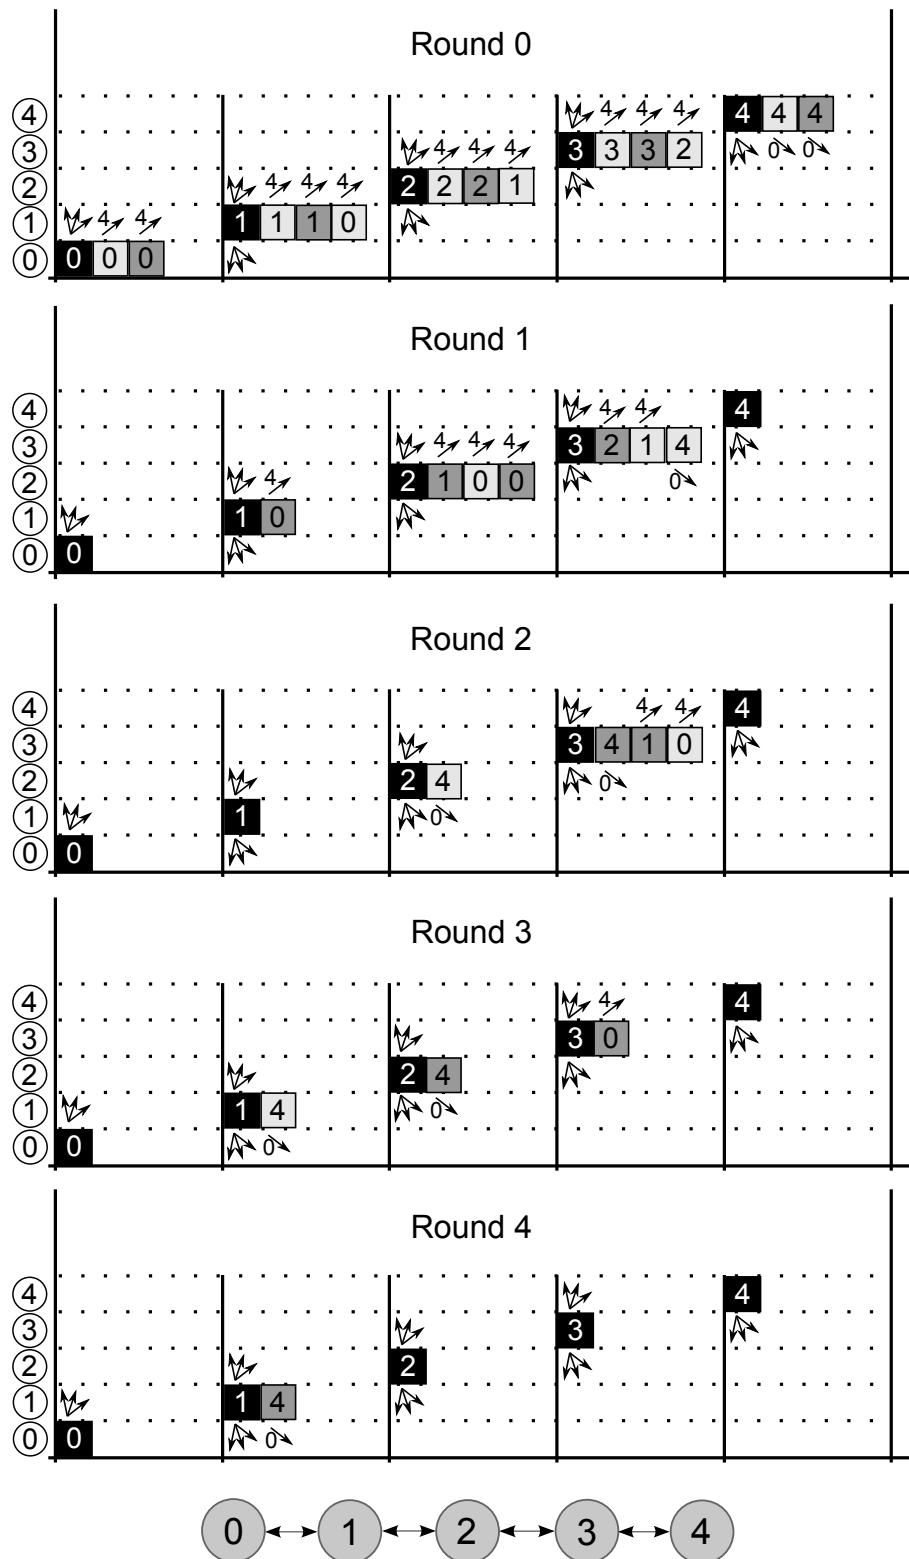 Round 0
4
4 4 4 4 4 4
3 4 4 4 3 3 3 2 0 0
2 4 4 4 2 2 2 1
1 4 4 1 1 1 0
0 0 0 0
Round 1
4 4 4 4
3 4 4 4 3 2 1 4
2 4 2 1 0 0 0
1 1 0
0 0
Round 2
4 4 4 4
3 3 4 1 0
2 2 4 0
1 1 0
0 0
Round 3
4 4 4
3 3 0
2 2 4
1 1 4 0
0 0 0
Round 4
4 4
3 3
2 2
1 1 4
0 0 0
0 1 2 3 4